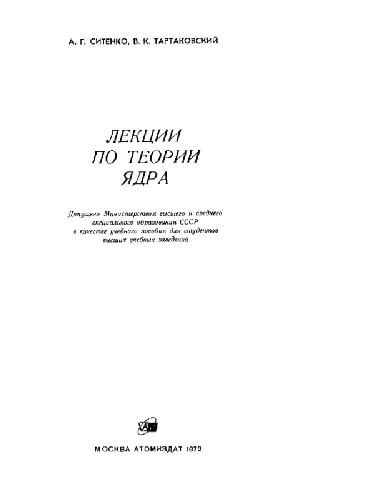 А. Г. СИТЕНКО, В. К. ТАРТАКОВСКИЙ
ЛЕКЦИИ
ПО ТЕОРИИ
ЯДРА
Допущено Министерством высшего и среднего
специального образования СССР
в качестве учебного пособия для студентов
высших учебных заведений
МОСКВА АТОМИЗДАТ 1972